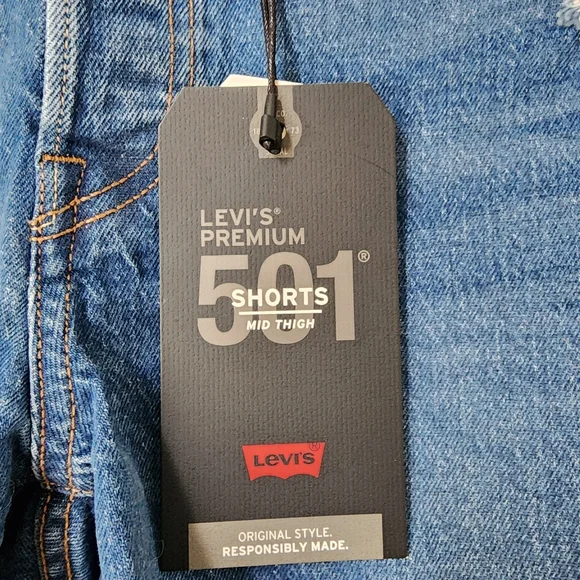 LEVI'S®
PREMIUM
501®
SHORTS
MID THIGH
LEVI'S®
ORIGINAL STYLE.
RESPONSIBLY MADE.